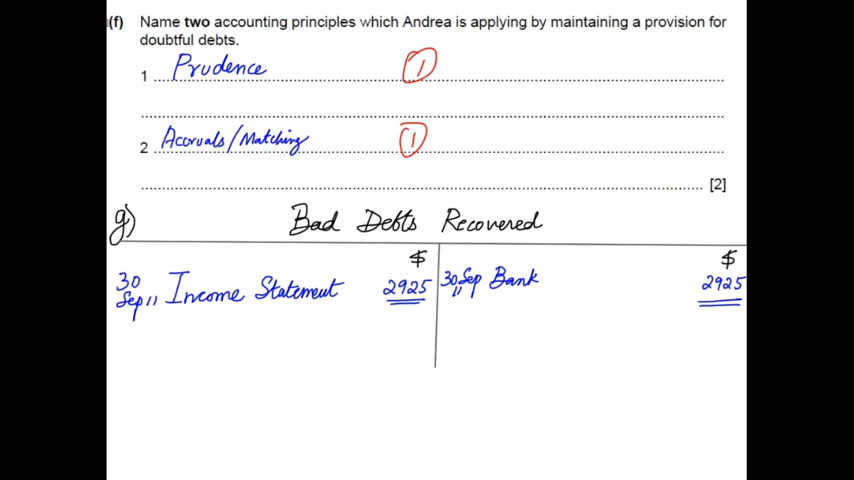 (f) Name two accounting principles which Andrea is applying by maintaining a provision for
doubtful debts.
1 Prudence 1
2 Accruals/Matching 1
[2]
g) Bad Debts Recovered
$ $
30 Sep 11 Income Statement 2925 30 Sep 11 Bank 2925